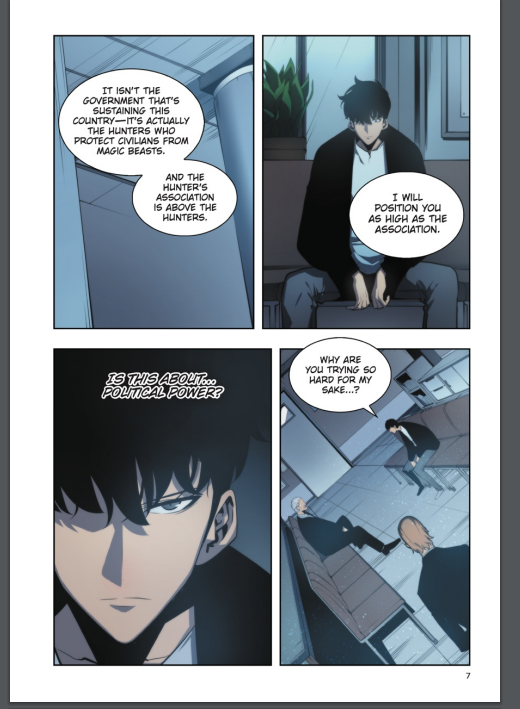 IT ISN'T THE
GOVERNMENT THAT'S
SUSTAINING THIS
COUNTRY—IT'S ACTUALLY
THE HUNTERS WHO
PROTECT CIVILIANS FROM
MAGIC BEASTS.
AND THE
HUNTER'S
ASSOCIATION
IS ABOVE THE
HUNTERS.
I WILL
POSITION YOU
AS HIGH AS THE
ASSOCIATION.
IS THIS ABOUT...
POLITICAL POWER?
WHY ARE
YOU TRYING SO
HARD FOR MY
SAKE...?
7